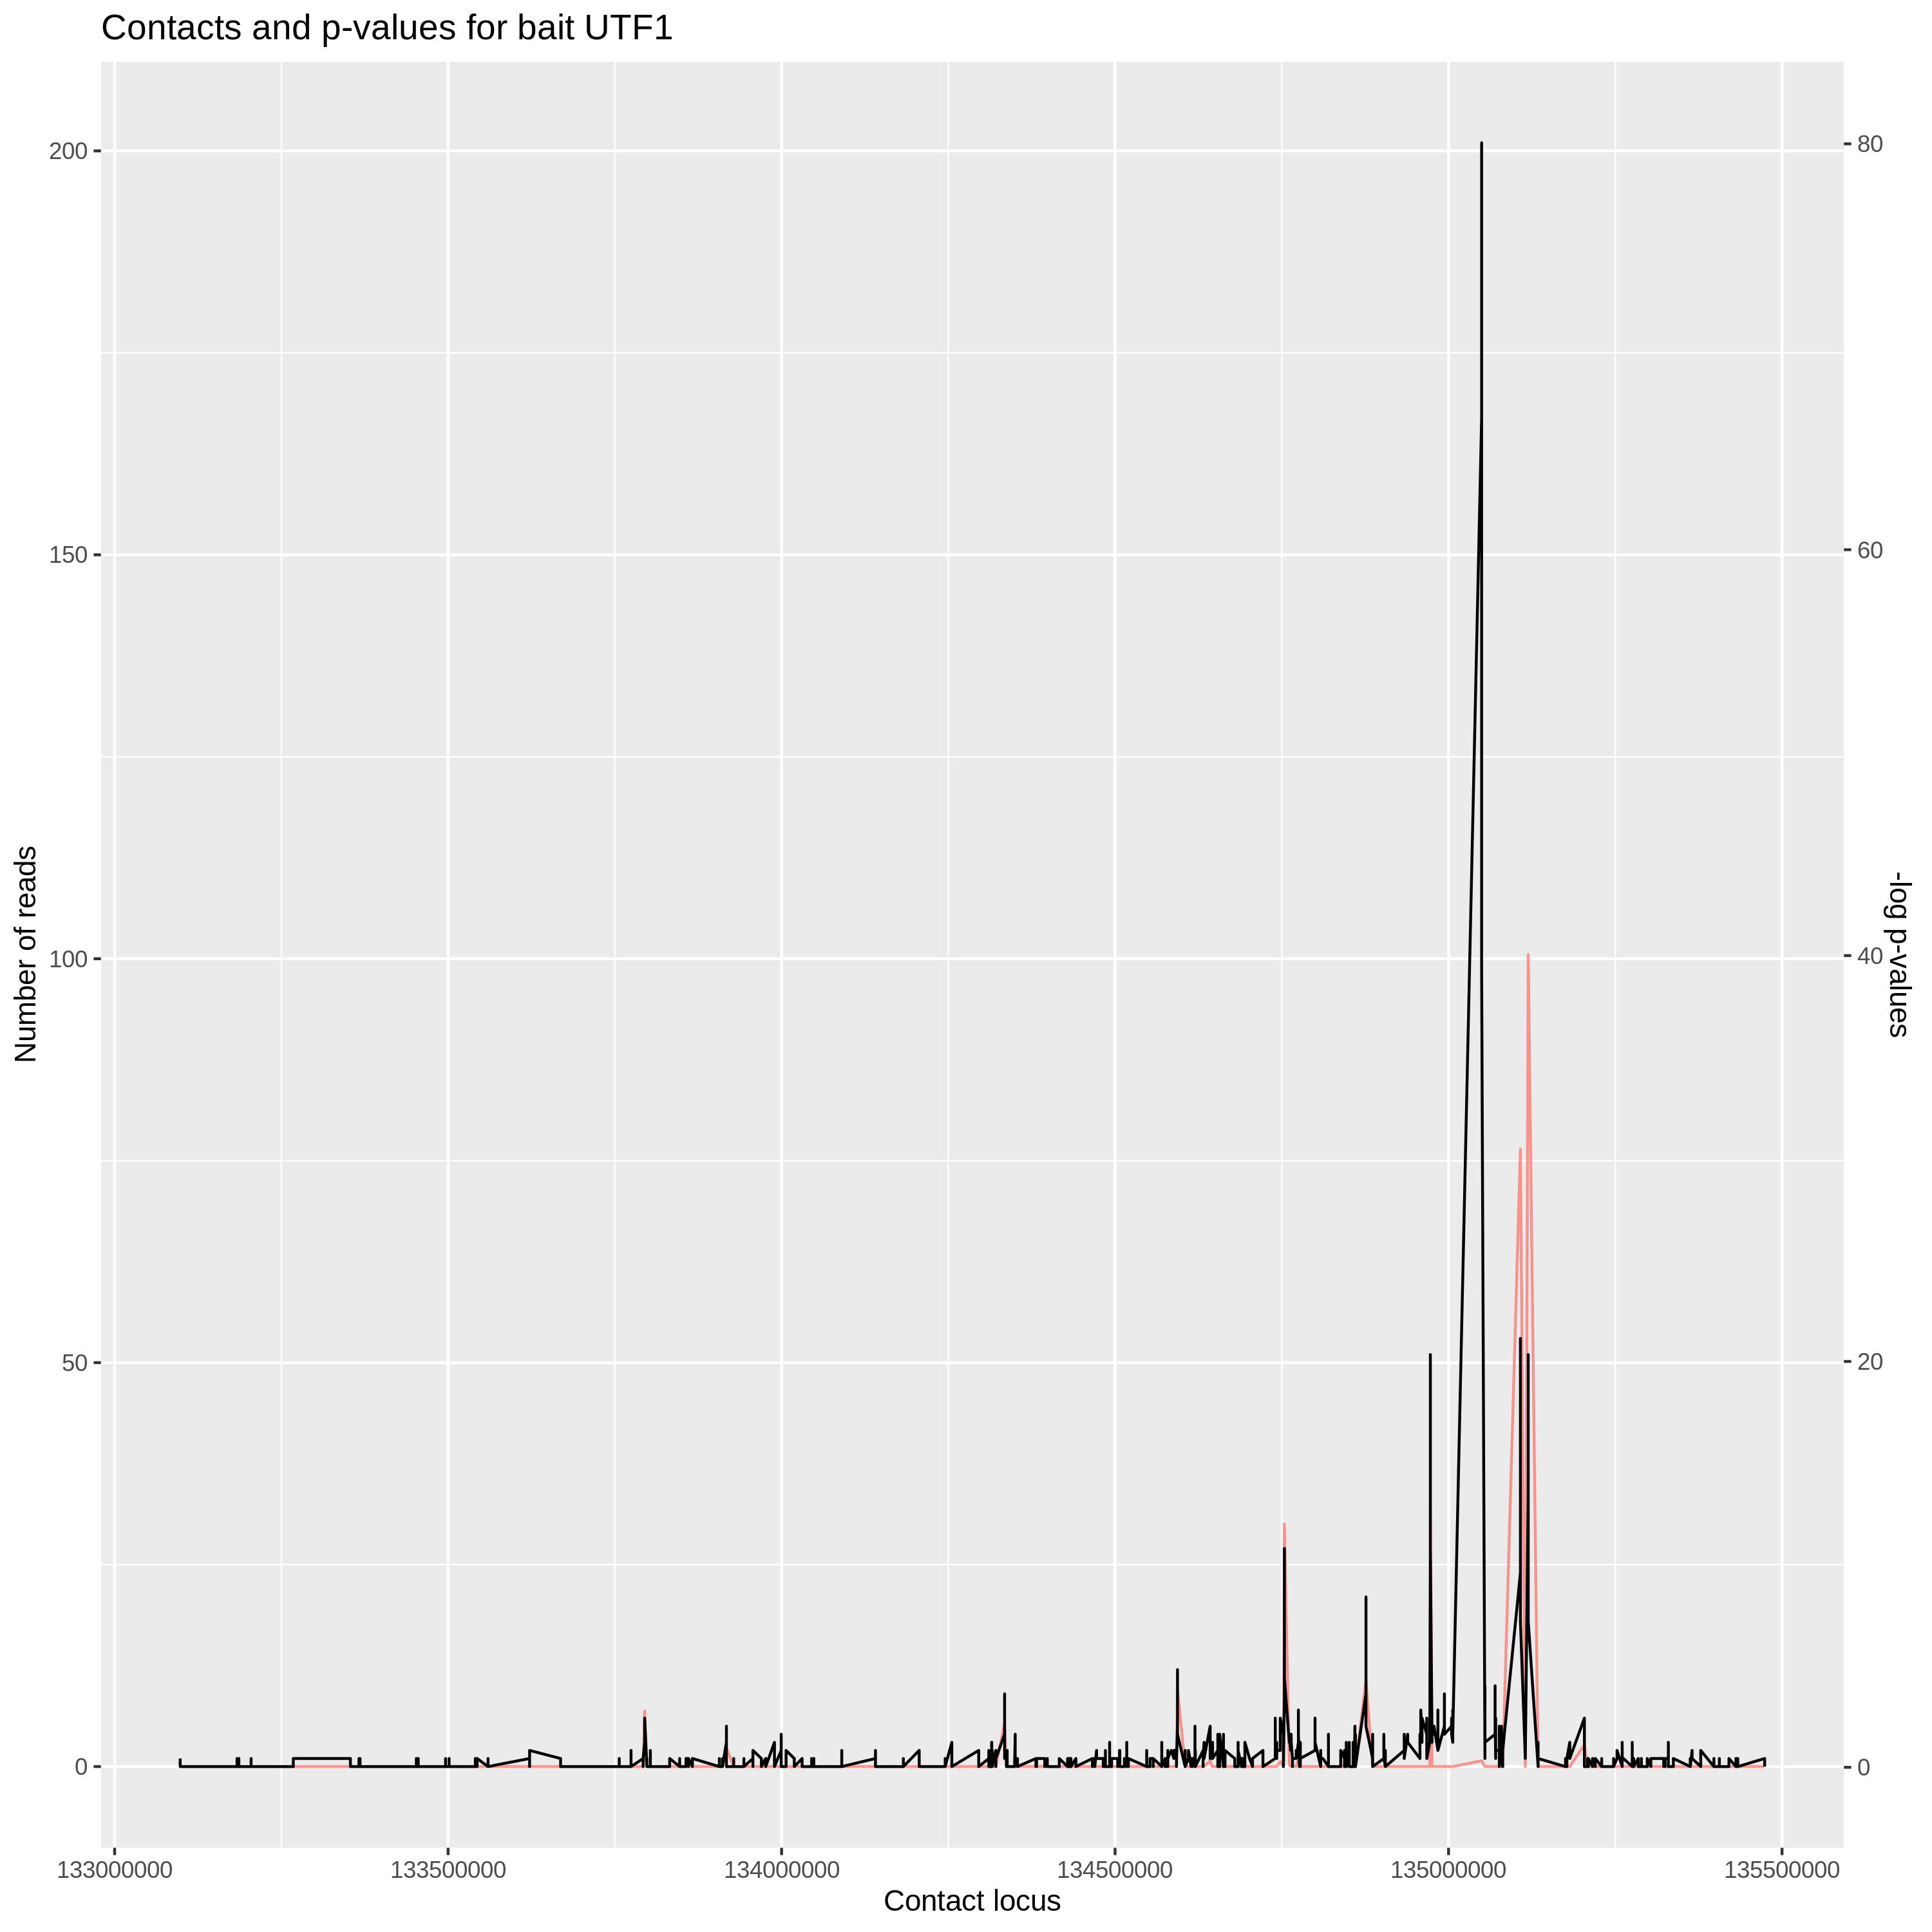 Contacts and p-values for bait UTF1
200
150
100
50
0
Number of reads
80
60
40
20
0
-log p-values
133000000 133500000 134000000 134500000 135000000 135500000
Contact locus